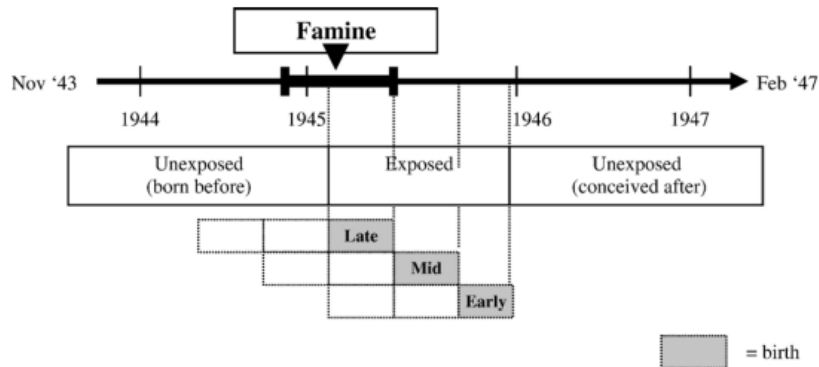 Famine
Nov ‘43
Feb ‘47
1944
1945
1946
1947
Unexposed
(born before)
Exposed
Unexposed
(conceived after)
Late
Mid
Early
= birth